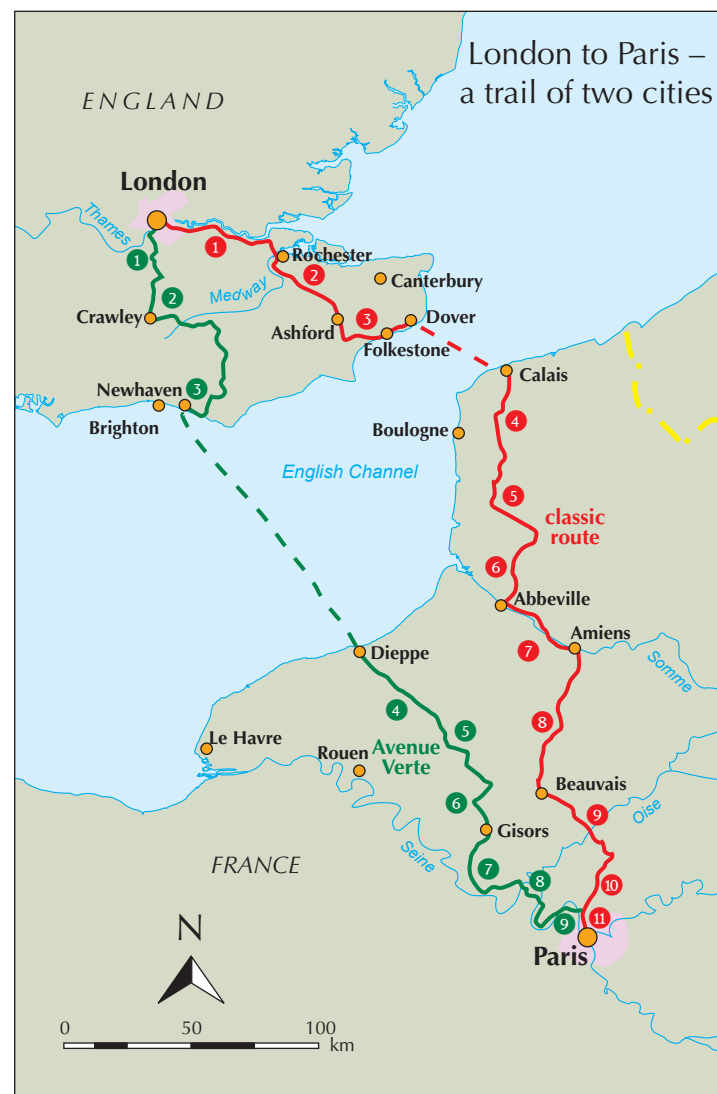 London to Paris –
a trail of two cities
ENGLAND
London
Thames
1
1
Rochester
2
Canterbury
2
Medway
Crawley
Ashford
3
Dover
Folkestone
Newhaven
3
Brighton
Calais
4
Boulogne
English Channel
5
classic
route
6
Abbeville
Amiens
7
Somme
Dieppe
4
8
5
Le Havre
Rouen
Avenue
Verte
Beauvais
6
9
Oise
Gisors
Seine
FRANCE
7
8
10
9
11
Paris
N
0 50 100
km